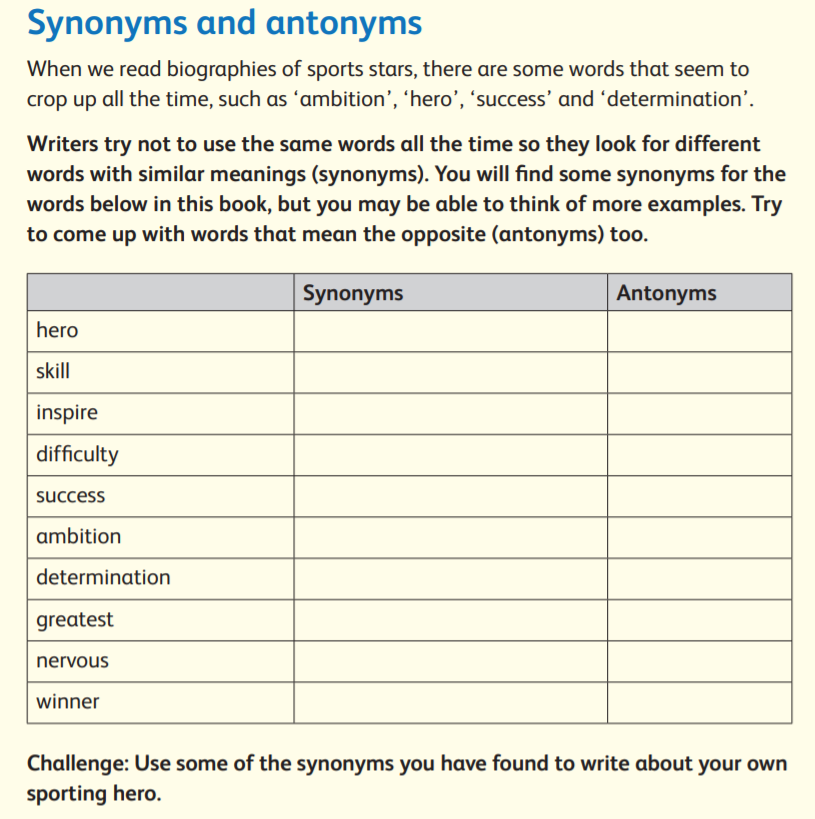 Synonyms and antonyms
When we read biographies of sports stars, there are some words that seem to
crop up all the time, such as ‘ambition’, ‘hero’, ‘success’ and ‘determination’.
Writers try not to use the same words all the time so they look for different
words with similar meanings (synonyms). You will find some synonyms for the
words below in this book, but you may be able to think of more examples. Try
to come up with words that mean the opposite (antonyms) too.
Synonyms Antonyms
hero
skill
inspire
difficulty
success
ambition
determination
greatest
nervous
winner
Challenge: Use some of the synonyms you have found to write about your own
sporting hero.